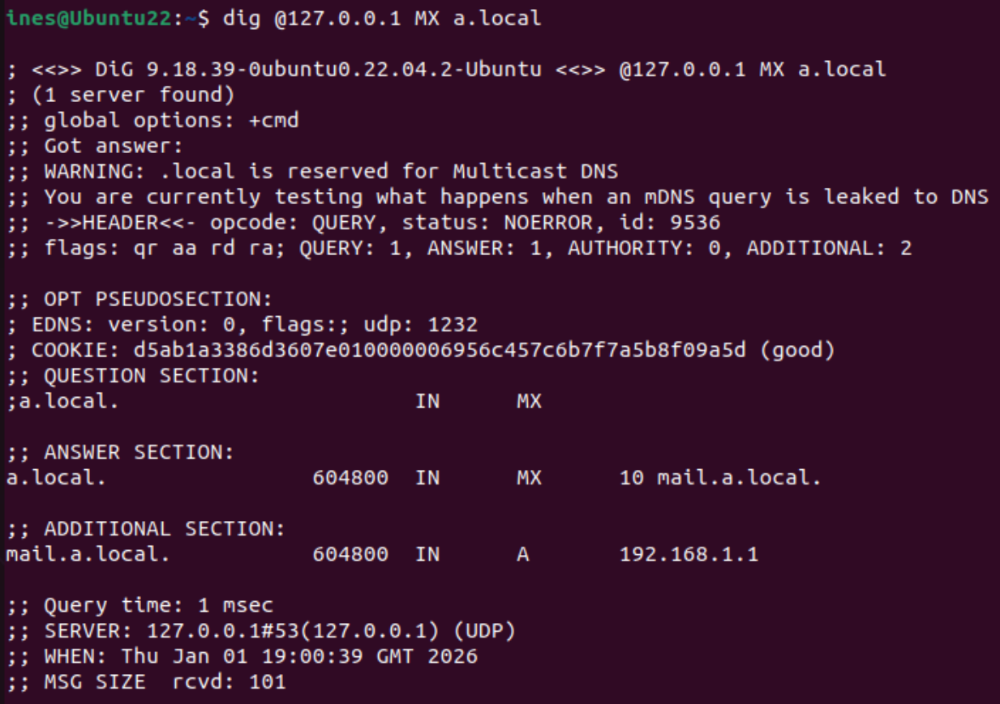 ines@Ubuntu22:~$ dig @127.0.0.1 MX a.local

; <<>> DiG 9.18.39-0ubuntu0.22.04.2-Ubuntu <<>> @127.0.0.1 MX a.local
; (1 server found)
;; global options: +cmd
;; Got answer:
;; WARNING: .local is reserved for Multicast DNS
;; You are currently testing what happens when an mDNS query is leaked to DNS
;; ->>HEADER<<- opcode: QUERY, status: NOERROR, id: 9536
;; flags: qr aa rd ra; QUERY: 1, ANSWER: 1, AUTHORITY: 0, ADDITIONAL: 2

;; OPT PSEUDOSECTION:
; EDNS: version: 0, flags:; udp: 1232
; COOKIE: d5ab1a3386d3607e010000006956c457c6b7f7a5b8f09a5d (good)
;; QUESTION SECTION:
;a.local.                       IN      MX

;; ANSWER SECTION:
a.local.                604800  IN      MX      10 mail.a.local.

;; ADDITIONAL SECTION:
mail.a.local.           604800  IN      A       192.168.1.1

;; Query time: 1 msec
;; SERVER: 127.0.0.1#53(127.0.0.1) (UDP)
;; WHEN: Thu Jan 01 19:00:39 GMT 2026
;; MSG SIZE  rcvd: 101